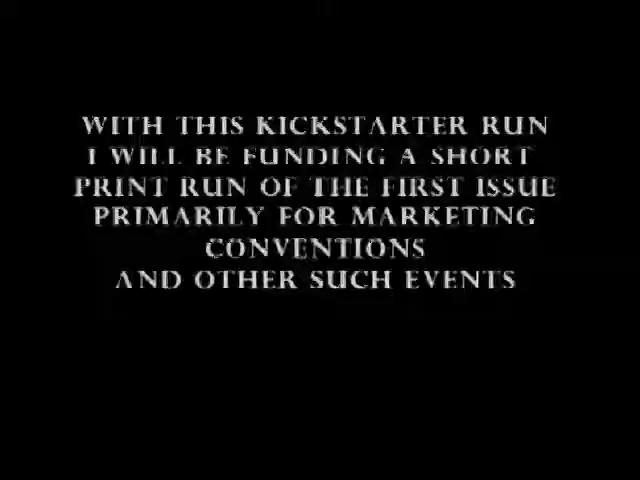 WITH THIS KICKSTARTER RUN
I WILL BE FUNDING A SHORT
PRINT RUN OF THE FIRST ISSUE
PRIMARILY FOR MARKETING
CONVENTIONS
AND OTHER SUCH EVENTS